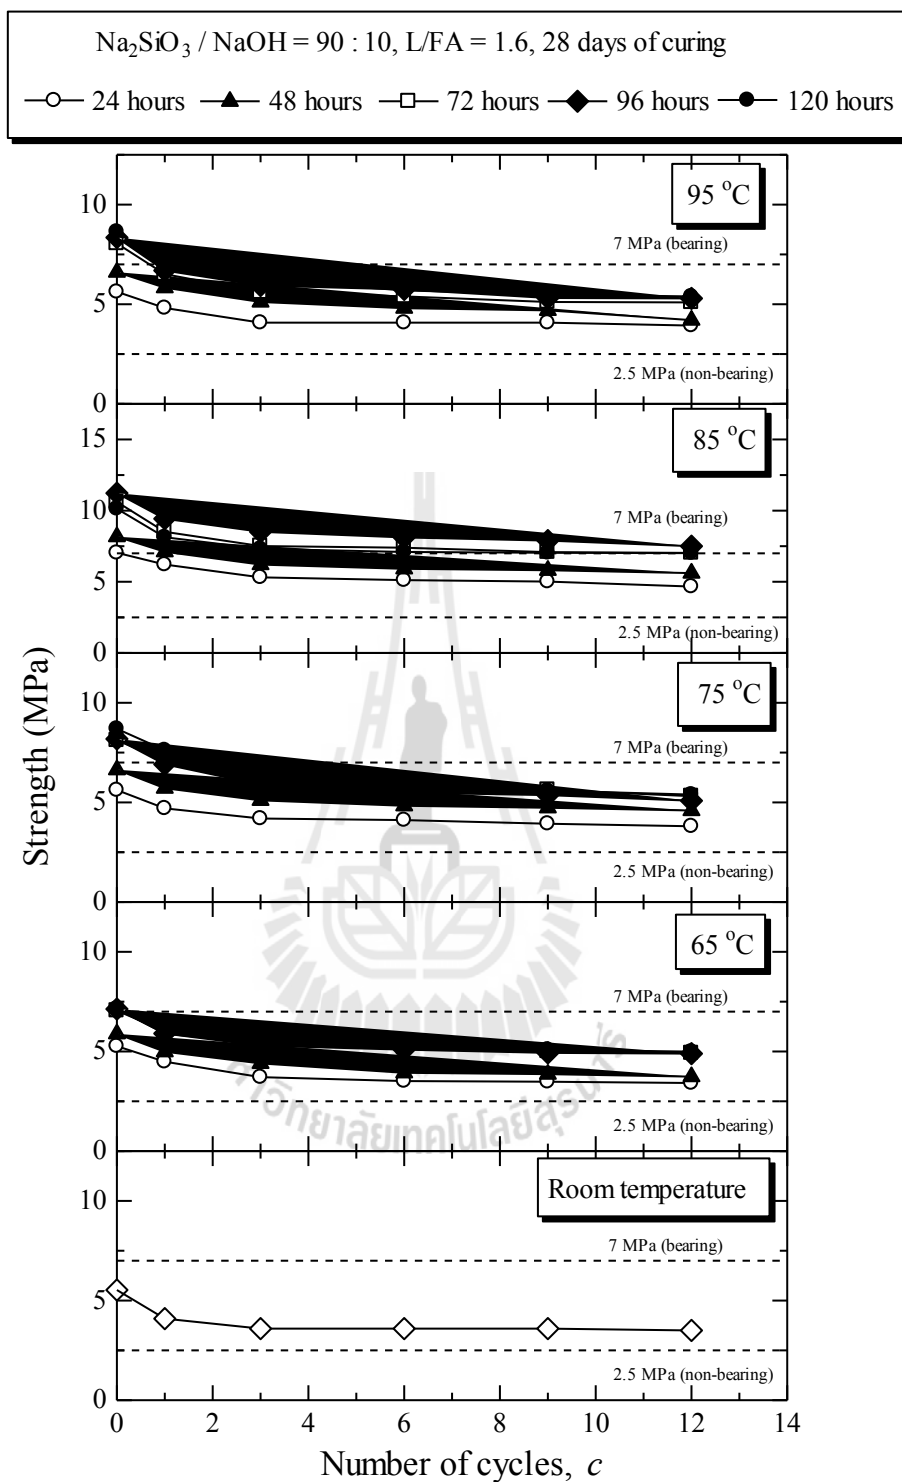 Na₂SiO₃ / NaOH = 90 : 10, L/FA = 1.6, 28 days of curing
24 hours 48 hours 72 hours 96 hours 120 hours
95 °C
10
7 MPa (bearing)
5
2.5 MPa (non-bearing)
0
85 °C
15
10
7 MPa (bearing)
5
2.5 MPa (non-bearing)
0
75 °C
10
7 MPa (bearing)
5
2.5 MPa (non-bearing)
0
65 °C
10
7 MPa (bearing)
5
2.5 MPa (non-bearing)
0
Room temperature
10
7 MPa (bearing)
5
2.5 MPa (non-bearing)
0
0 2 4 6 8 10 12 14
Number of cycles, c
Strength (MPa)